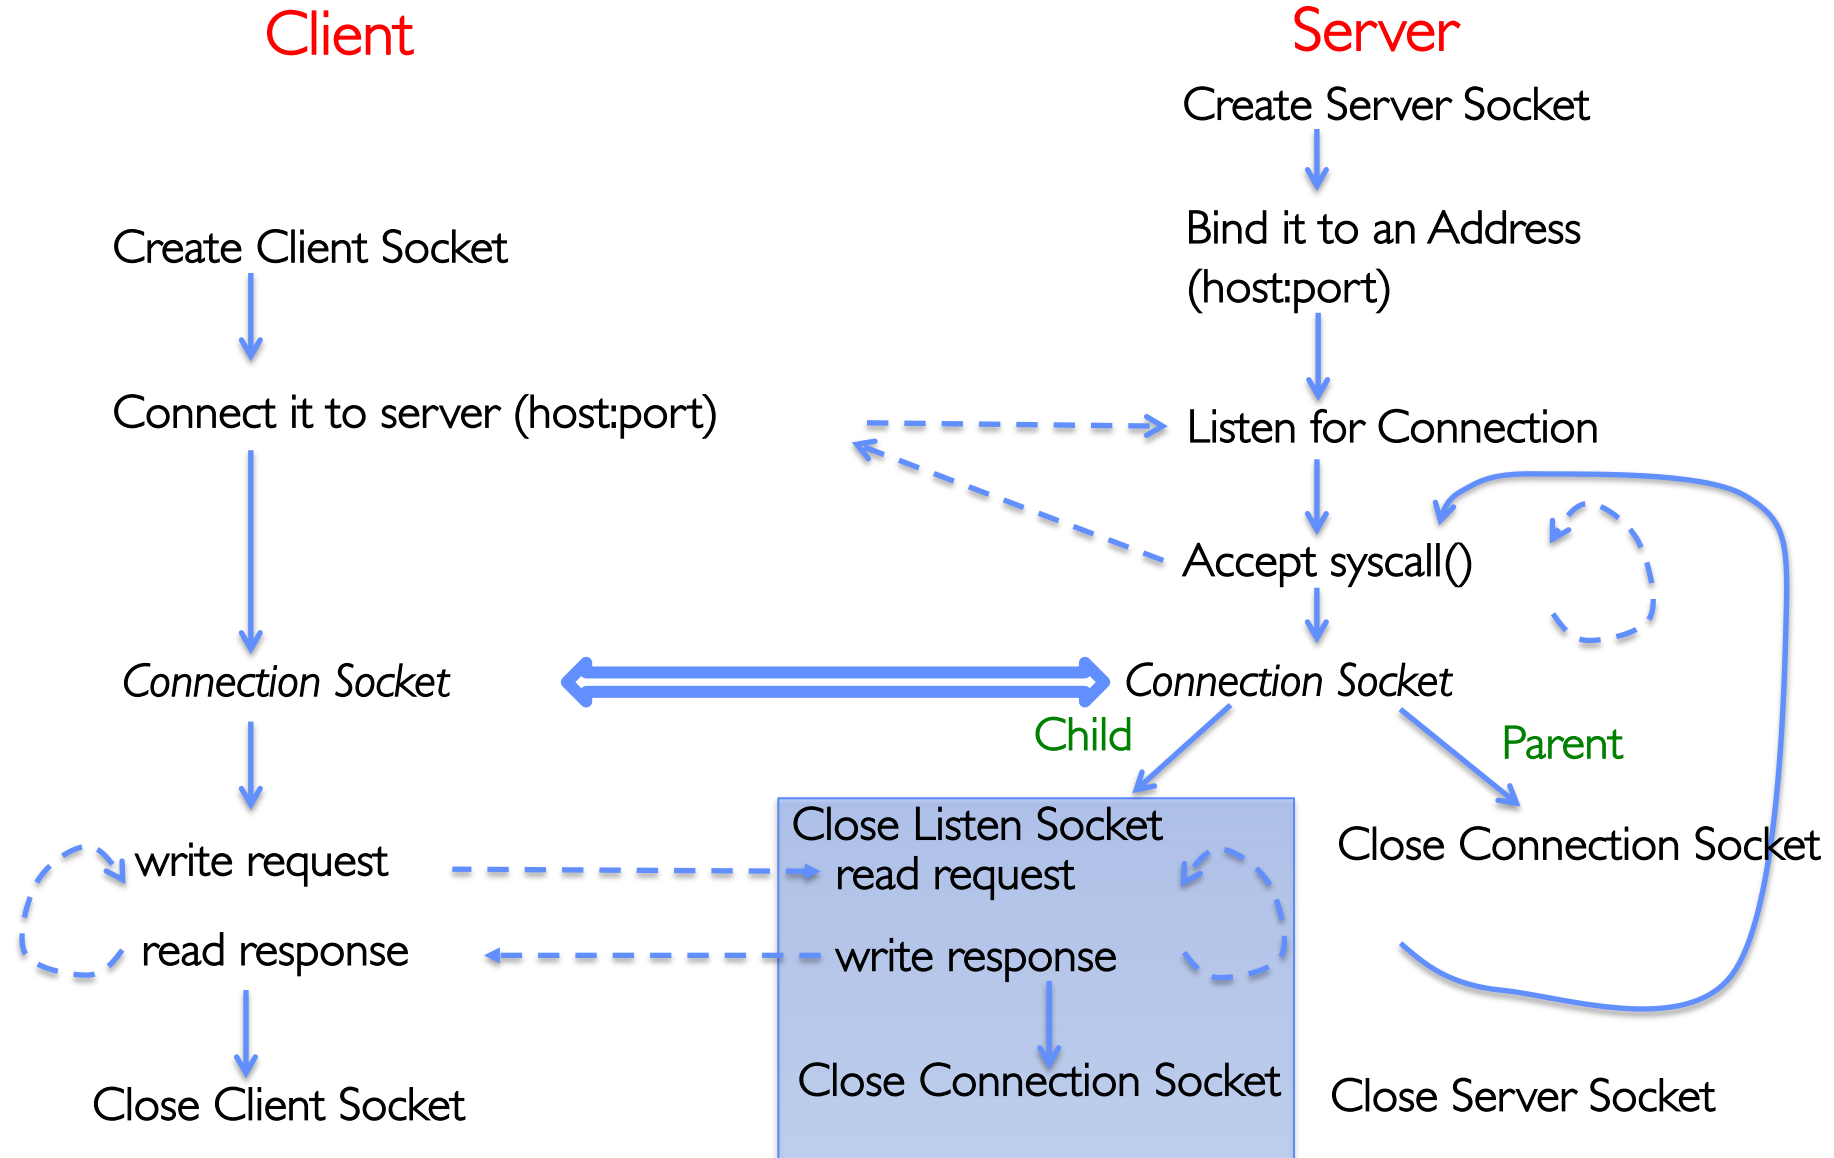 Client
Server
Create Server Socket
Create Client Socket
Bind it to an Address
(host:port)
Connect it to server (host:port)
Listen for Connection
Accept syscall()
Connection Socket
Connection Socket
Child
Parent
Close Listen Socket
write request
read request
Close Connection Socket
read response
write response
Close Client Socket
Close Connection Socket
Close Server Socket